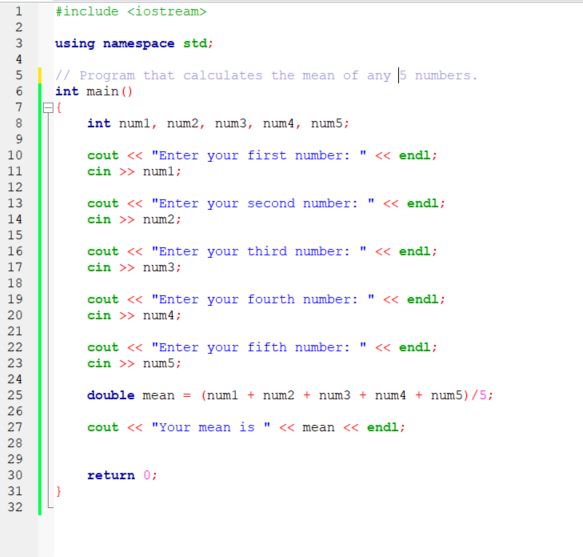 1 #include <iostream>
2
3 using namespace std;
4
5 // Program that calculates the mean of any 5 numbers.
6 int main()
7 {
8 int num1, num2, num3, num4, num5;
9
10 cout << "Enter your first number: " << endl;
11 cin >> num1;
12
13 cout << "Enter your second number: " << endl;
14 cin >> num2;
15
16 cout << "Enter your third number: " << endl;
17 cin >> num3;
18
19 cout << "Enter your fourth number: " << endl;
20 cin >> num4;
21
22 cout << "Enter your fifth number: " << endl;
23 cin >> num5;
24
25 double mean = (num1 + num2 + num3 + num4 + num5)/5;
26
27 cout << "Your mean is " << mean << endl;
28
29
30 return 0;
31 }
32